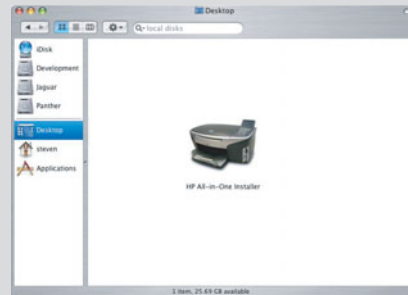 Desktop
local disks
iDisk
Development
Jaguar
Panther
Desktop
steven
Applications
HP All-in-One Installer
1 item, 25.69 GB available